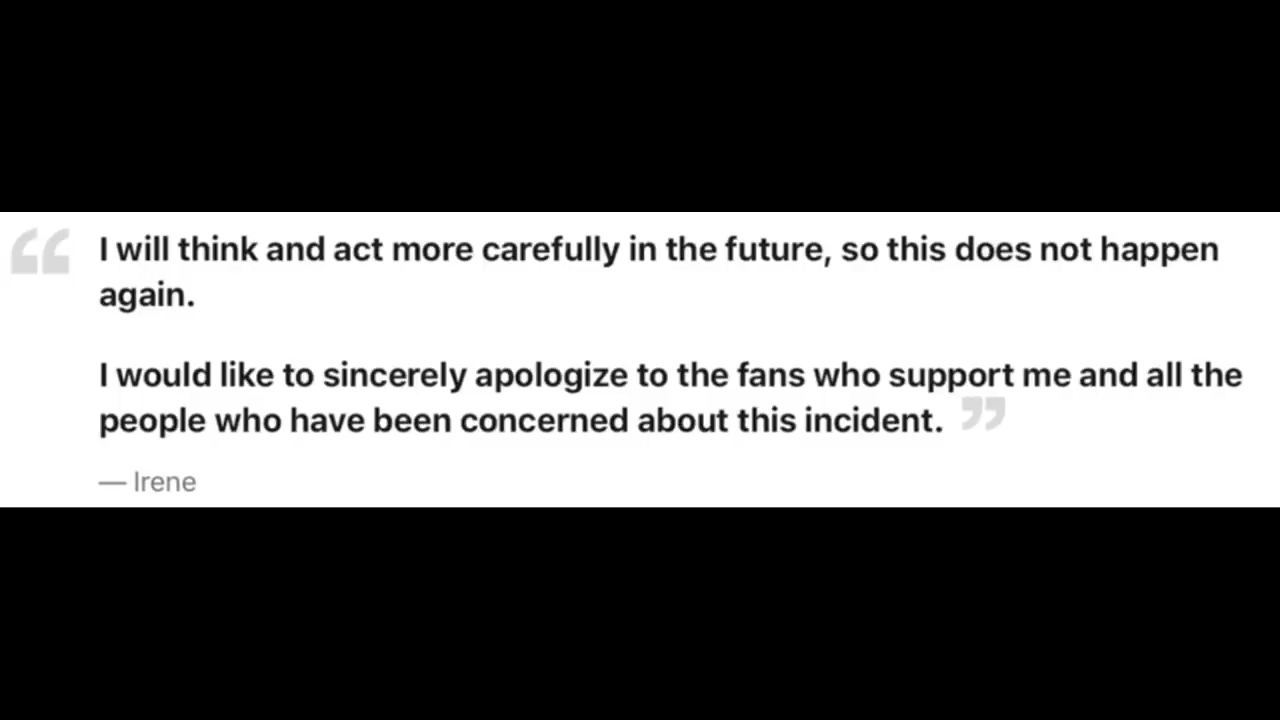 “ I will think and act more carefully in the future, so this does not happen
again.
I would like to sincerely apologize to the fans who support me and all the
people who have been concerned about this incident. ”
— Irene